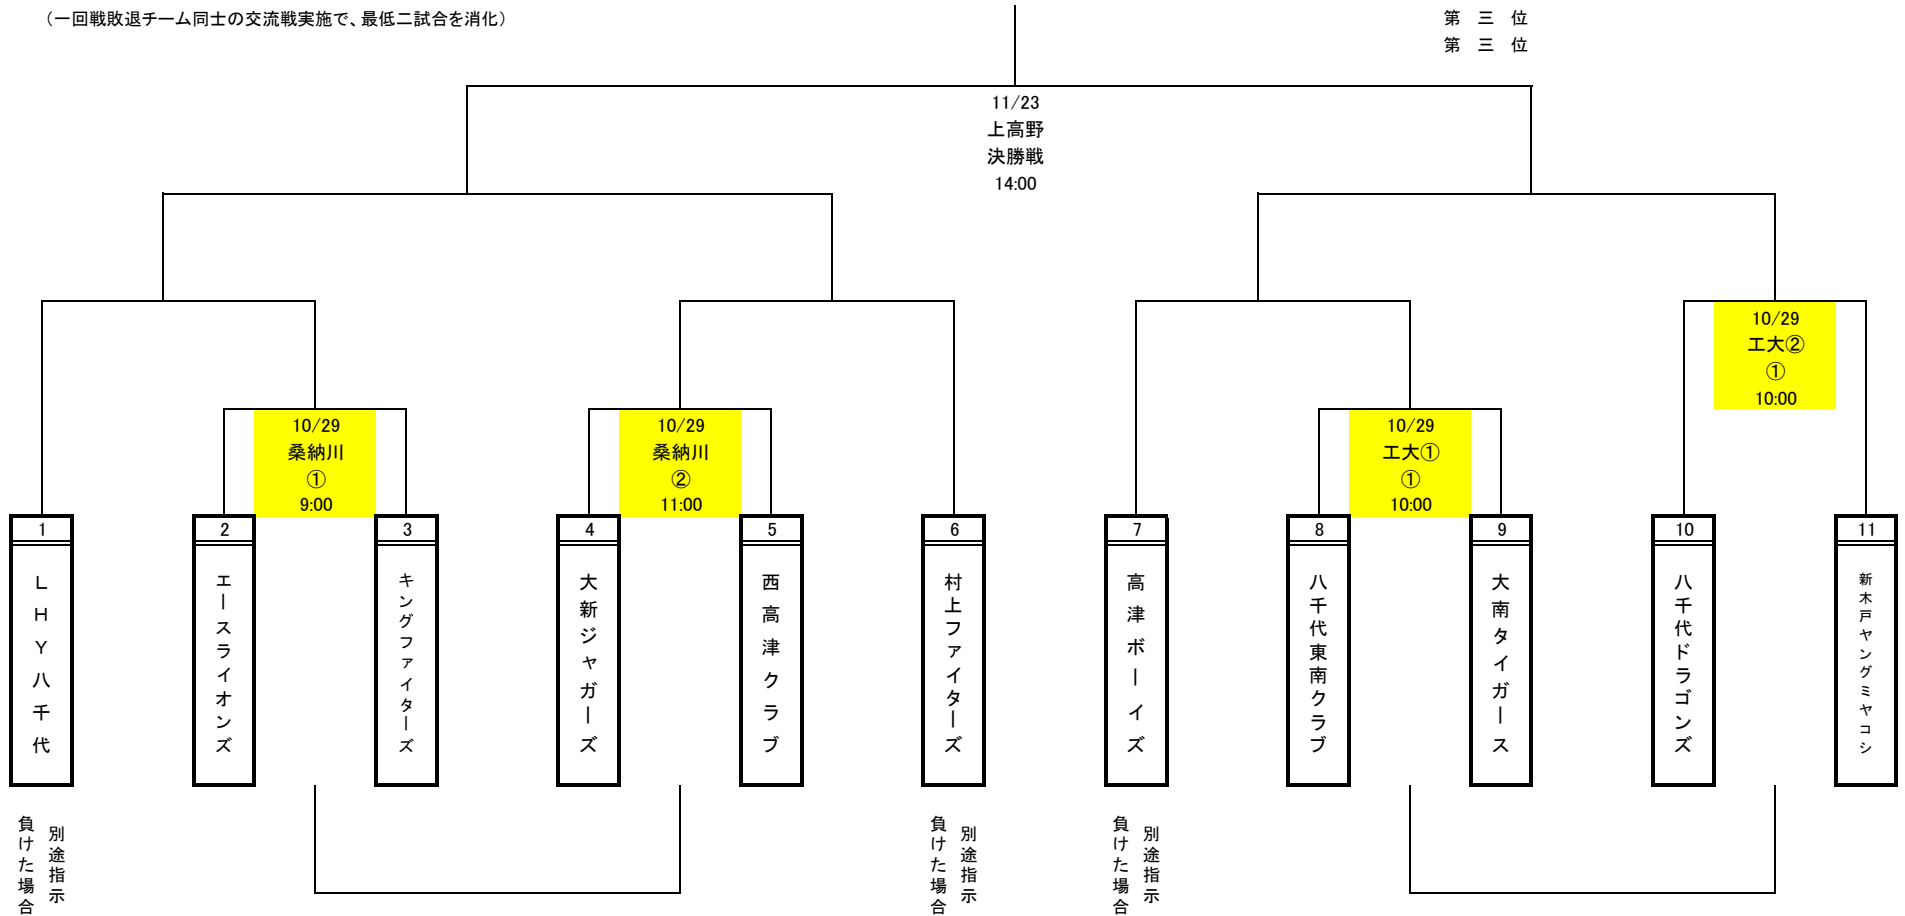 （一回戦敗退チーム同士の交流戦実施で、最低二試合を消化）
第　三　位
第　三　位
11/23
上高野
決勝戦
14:00
10/29
工大②
①
10:00
10/29
桑納川
①
9:00
10/29
桑納川
②
11:00
10/29
工大①
①
10:00
1
2
3
4
5
6
7
8
9
10
11
ＬＨＹ八千代
エースライオンズ
キングファイターズ
大新ジャガーズ
西高津クラブ
村上ファイターズ
高津ボーイズ
八千代東南クラブ
大南タイガース
八千代ドラゴンズ
新木戸ヤングミヤコシ
別途指示
負けた場合
別途指示
負けた場合
別途指示
負けた場合